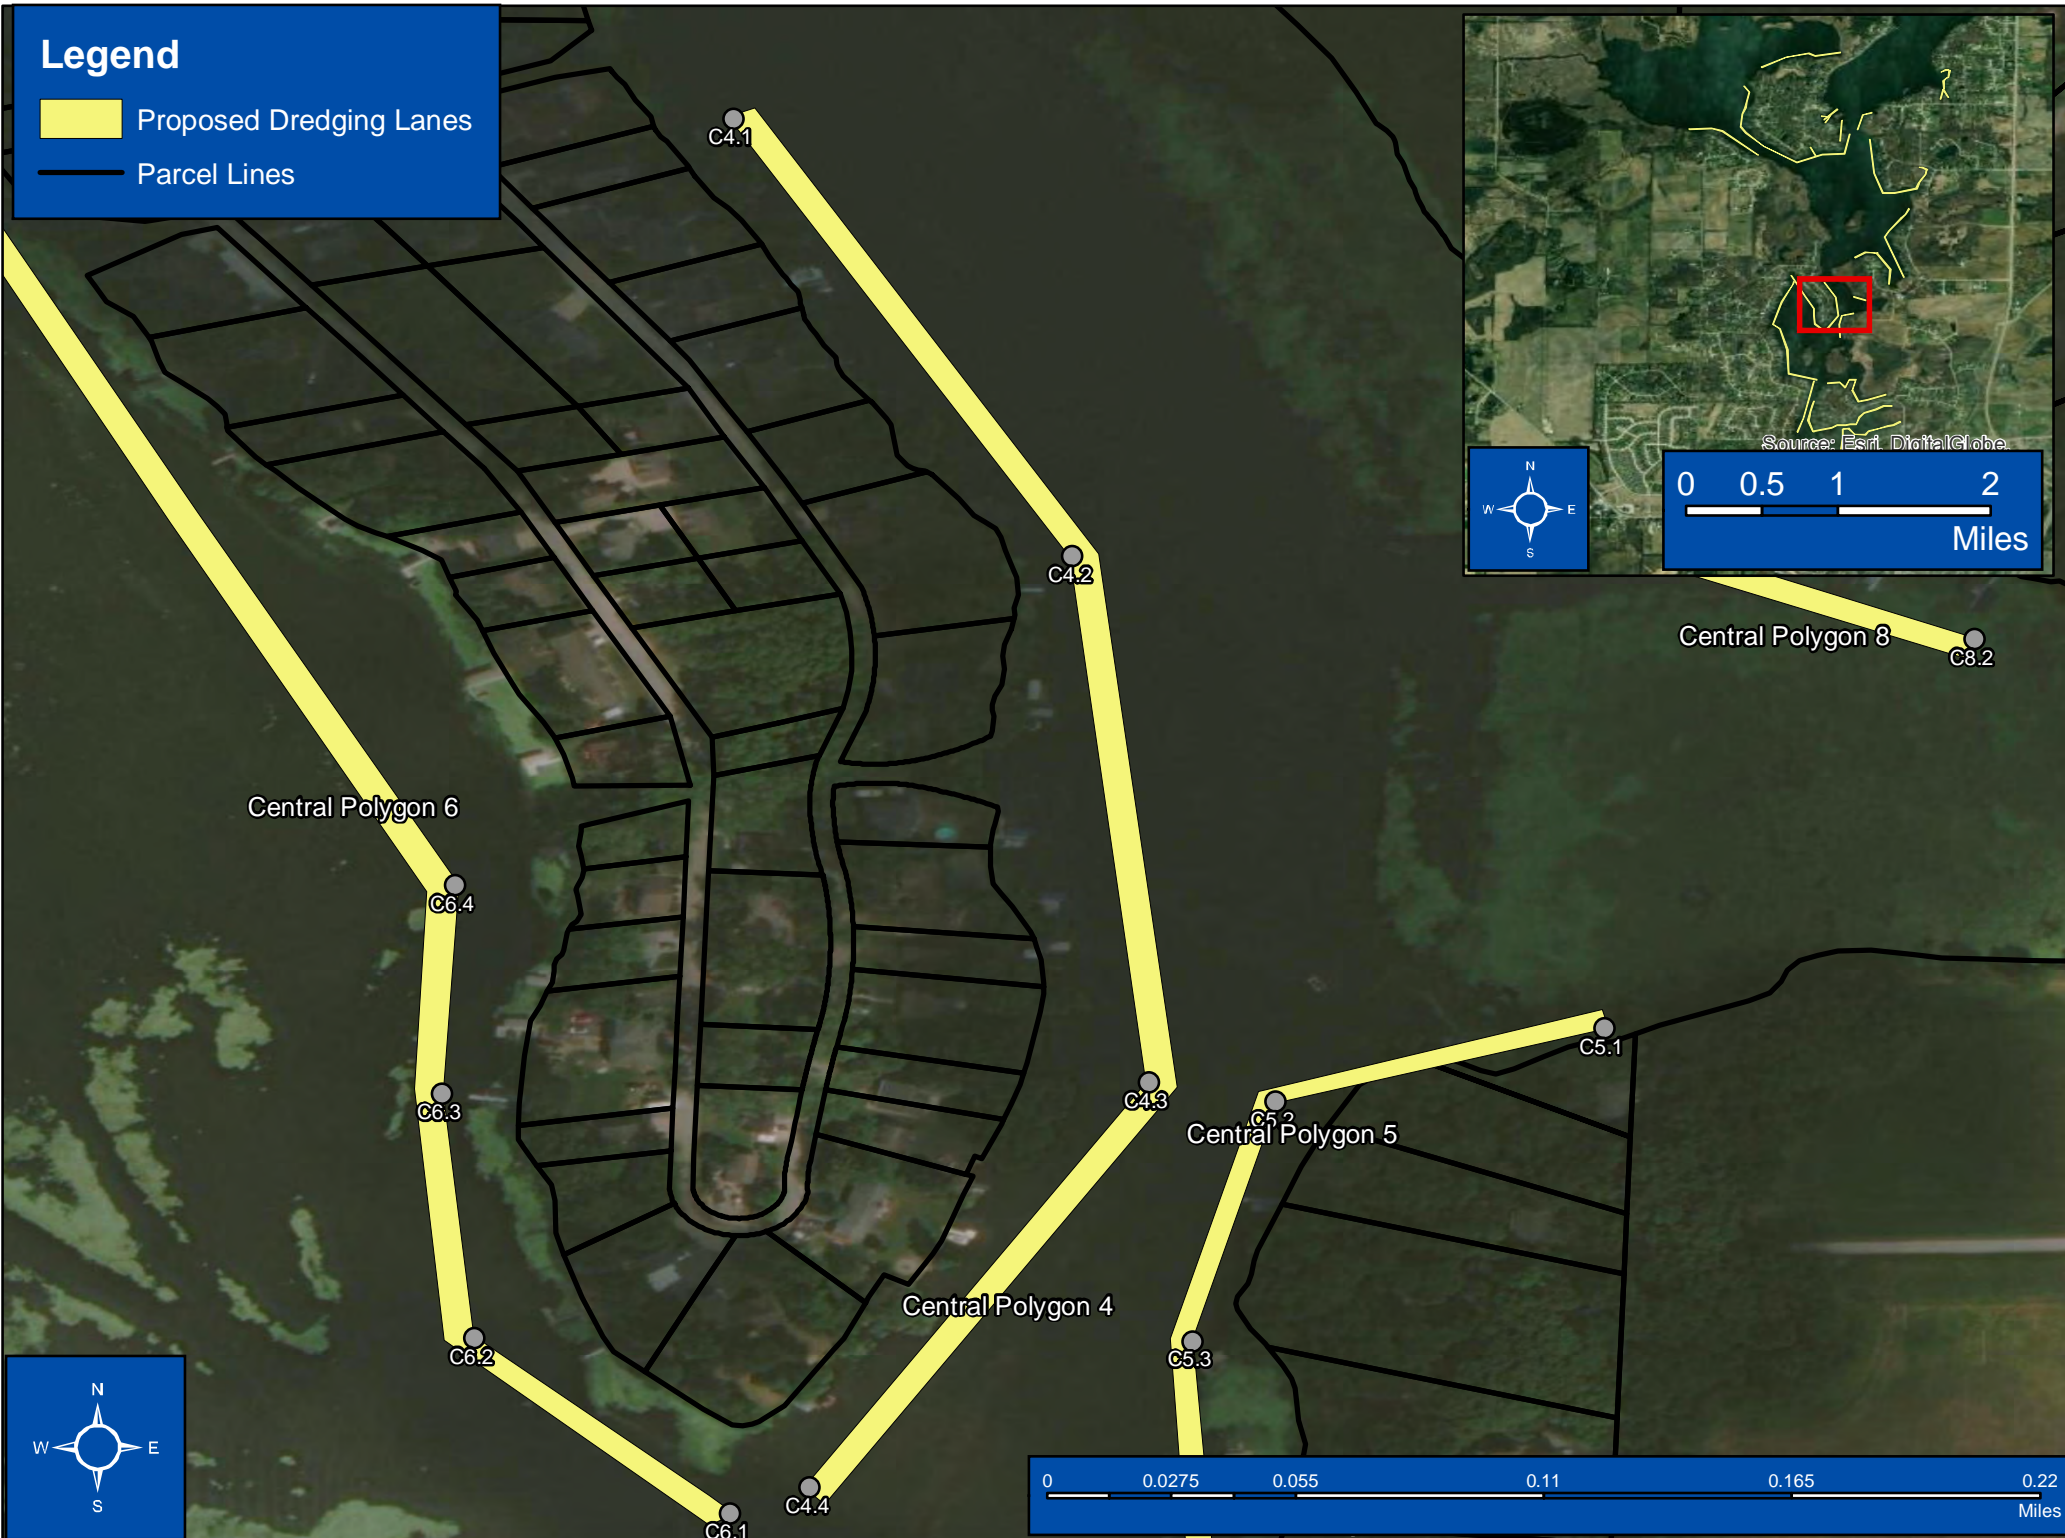 Legend
Proposed Dredging Lanes
Parcel Lines
C4.1
C4.2
Central Polygon 8
C8.2
Central Polygon 6
C6.4
C6.3
C4.3
C5.1
C5.2
Central Polygon 5
Central Polygon 4
C6.2
C5.3
C4.4
C6.1
Source: Esri, DigitalGlobe,
N
W E
S
0 0.5 1 2
Miles
N
W E
S
0 0.0275 0.055 0.11 0.165 0.22
Miles